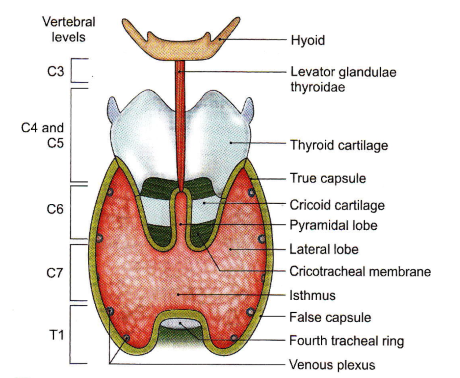 Vertebral
levels
C3
C4 and
C5
C6
C7
T1
Hyoid
Levator glandulae
thyroidae
Thyroid cartilage
True capsule
Cricoid cartilage
Pyramidal lobe
Lateral lobe
Cricotracheal membrane
Isthmus
False capsule
Fourth tracheal ring
Venous plexus